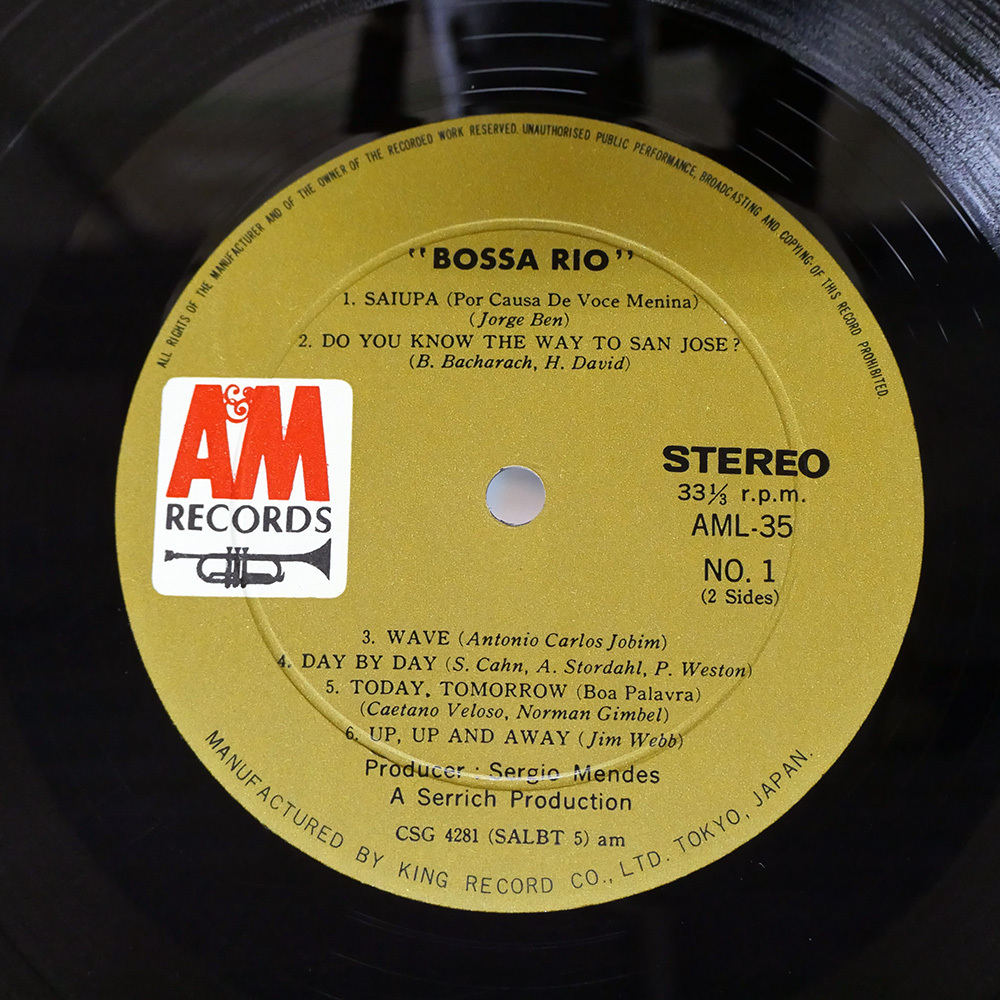 ALL RIGHTS OF THE MANUFACTURER AND OF THE OWNER OF THE RECORDED WORK RESERVED. UNAUTHORISED PUBLIC PERFORMANCE, BROADCASTING AND COPYING·OF THIS RECORD PROHIBITED.
"BOSSA RIO"
1. SAIUPA (Por Causa De Voce Menina)
(Jorge Ben)
2. DO YOU KNOW THE WAY TO SAN JOSE?
(B. Bacharach, H. David)
A&M
RECORDS
STEREO
33⅓ r.p.m.
AML-35
NO. 1
(2 Sides)
3. WAVE (Antonio Carlos Jobim)
4. DAY BY DAY (S. Cahn, A. Stordahl, P. Weston)
5. TODAY, TOMORROW (Boa Palavra)
(Caetano Veloso, Norman Gimbel)
6. UP, UP AND AWAY (Jim Webb)
Producer : Sergio Mendes
A Serrich Production
CSG 4281 (SALBT 5) am
MANUFACTURED BY KING RECORD CO., LTD. TOKYO, JAPAN.